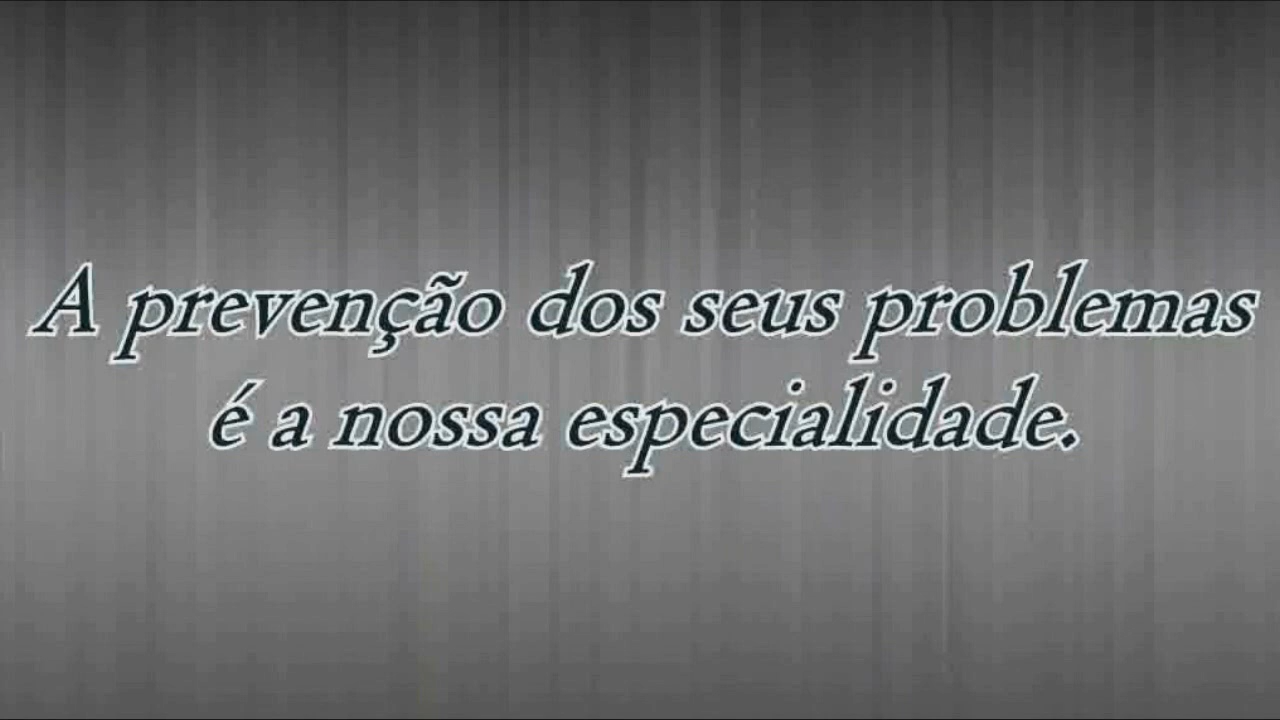 A prevenção dos seus problemas
é a nossa especialidade.